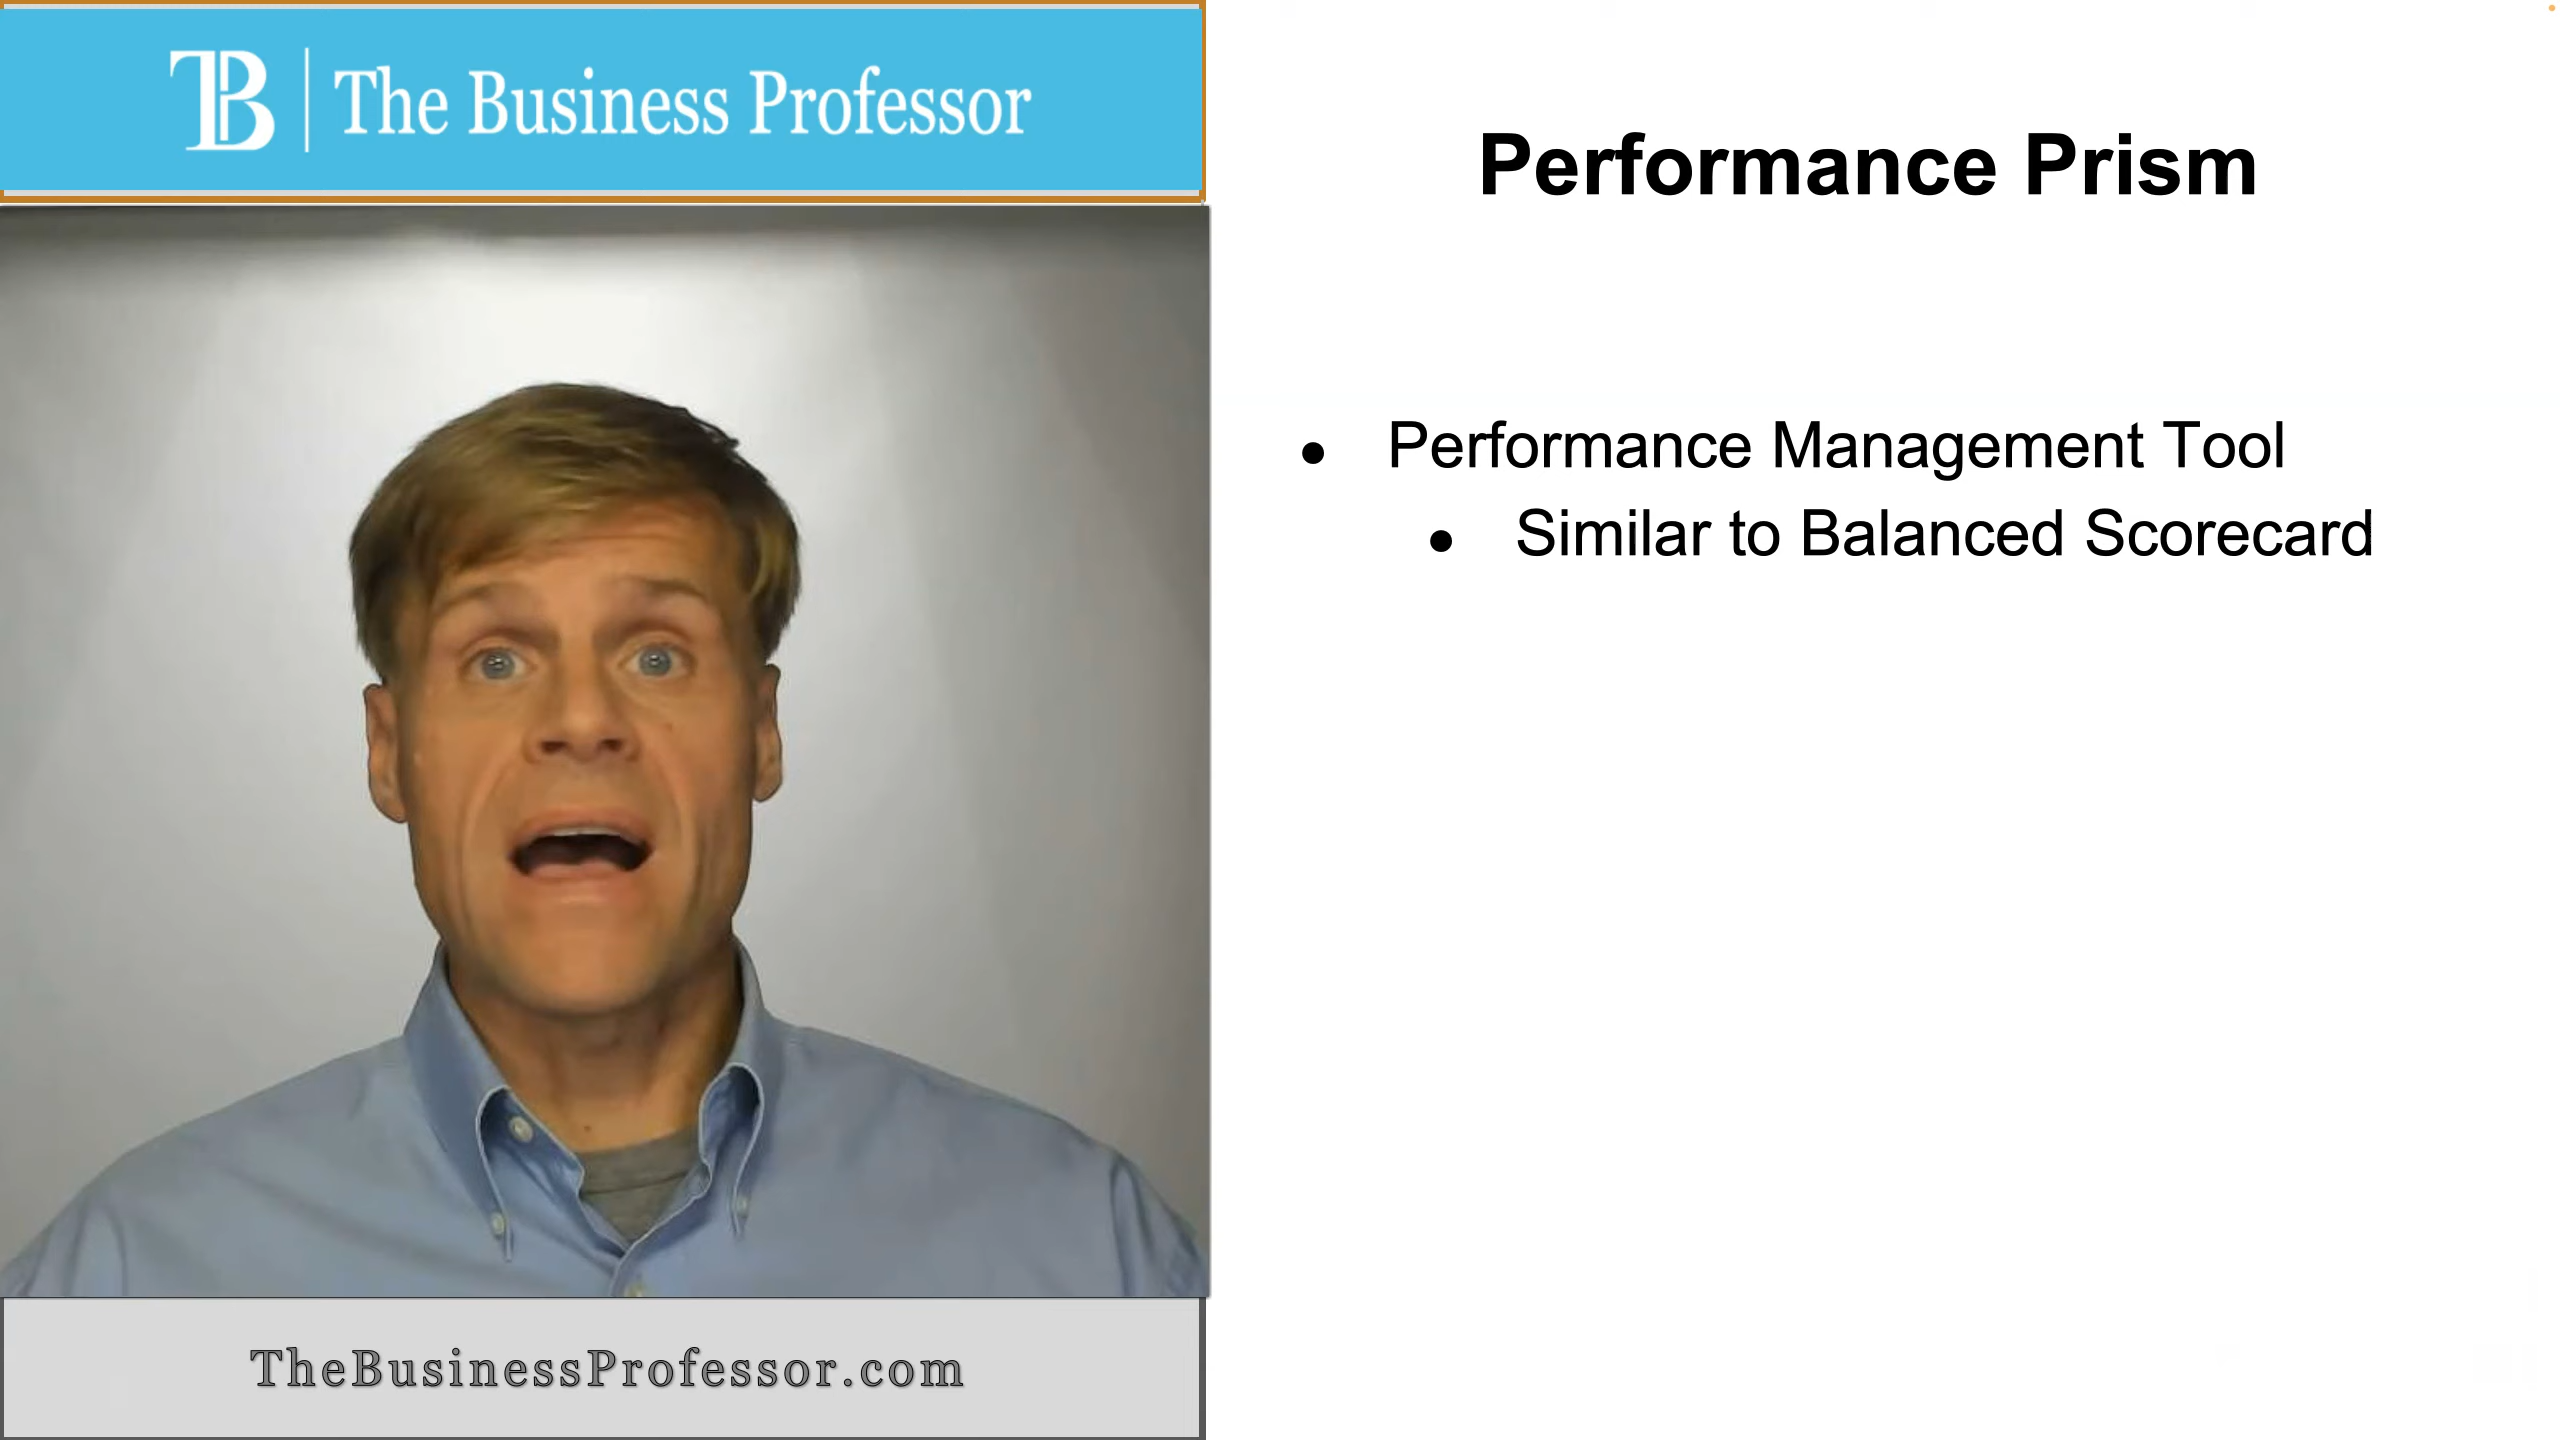 TB The Business Professor
Performance Prism
● Performance Management Tool
● Similar to Balanced Scorecard
TheBusinessProfessor.com